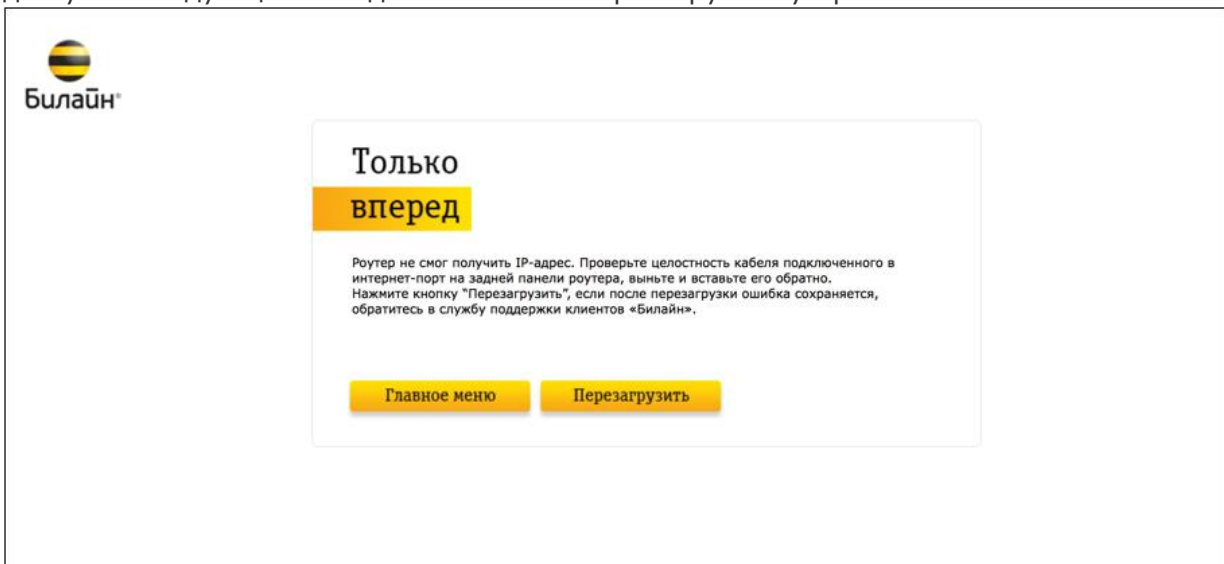 Билайн®
Только
вперед
Роутер не смог получить IP-адрес. Проверьте целостность кабеля подключенного в
интернет-порт на задней панели роутера, выньте и вставьте его обратно.
Нажмите кнопку "Перезагрузить", если после перезагрузки ошибка сохраняется,
обратитесь в службу поддержки клиентов «Билайн».
Главное меню Перезагрузить